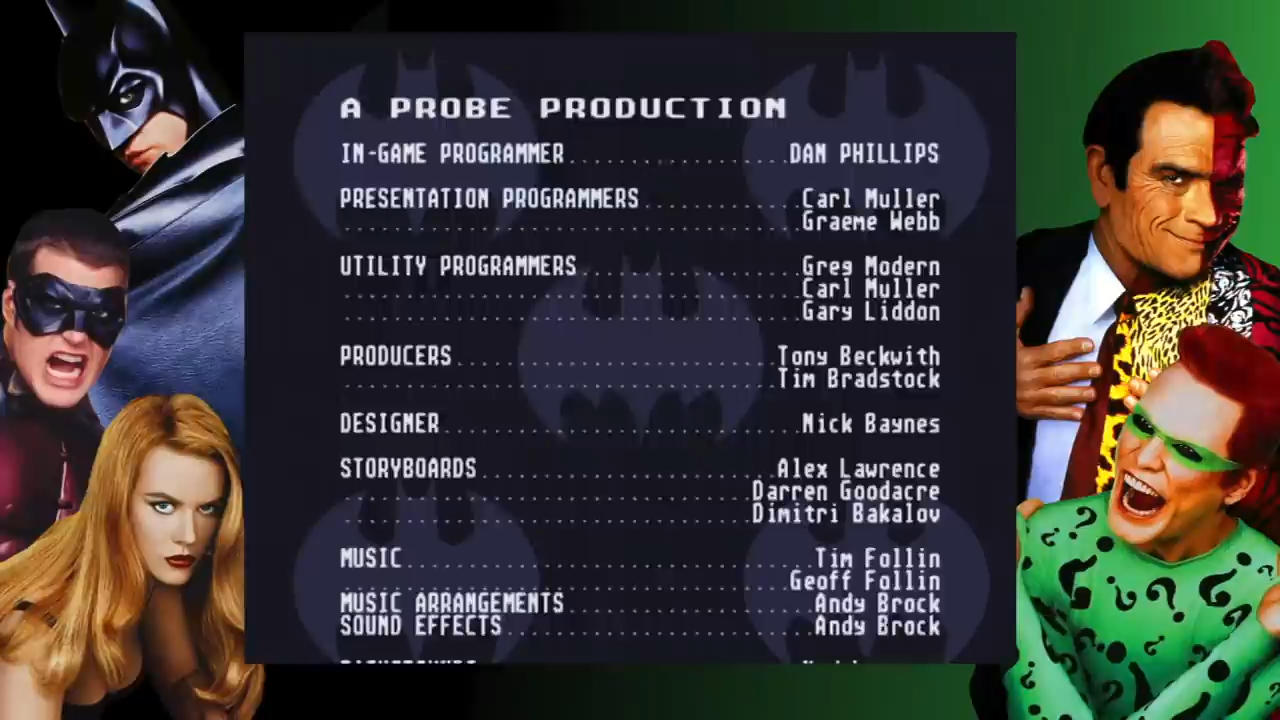 A PROBE PRODUCTION
IN-GAME PROGRAMMER..................DAN PHILLIPS
PRESENTATION PROGRAMMERS.............Carl Muller
.....................................Graeme Webb
UTILITY PROGRAMMERS..................Greg Modern
.....................................Carl Muller
.....................................Gary Liddon
PRODUCERS..........................Tony Beckwith
...................................Tim Bradstock
DESIGNER.............................Nick Baynes
STORYBOARDS........................Alex Lawrence
.................................Darren Goodacre
.................................Dimitri Bakalov
MUSIC.................................Tim Follin
....................................Geoff Follin
MUSIC ARRANGEMENTS....................Andy Brock
SOUND EFFECTS.........................Andy Brock